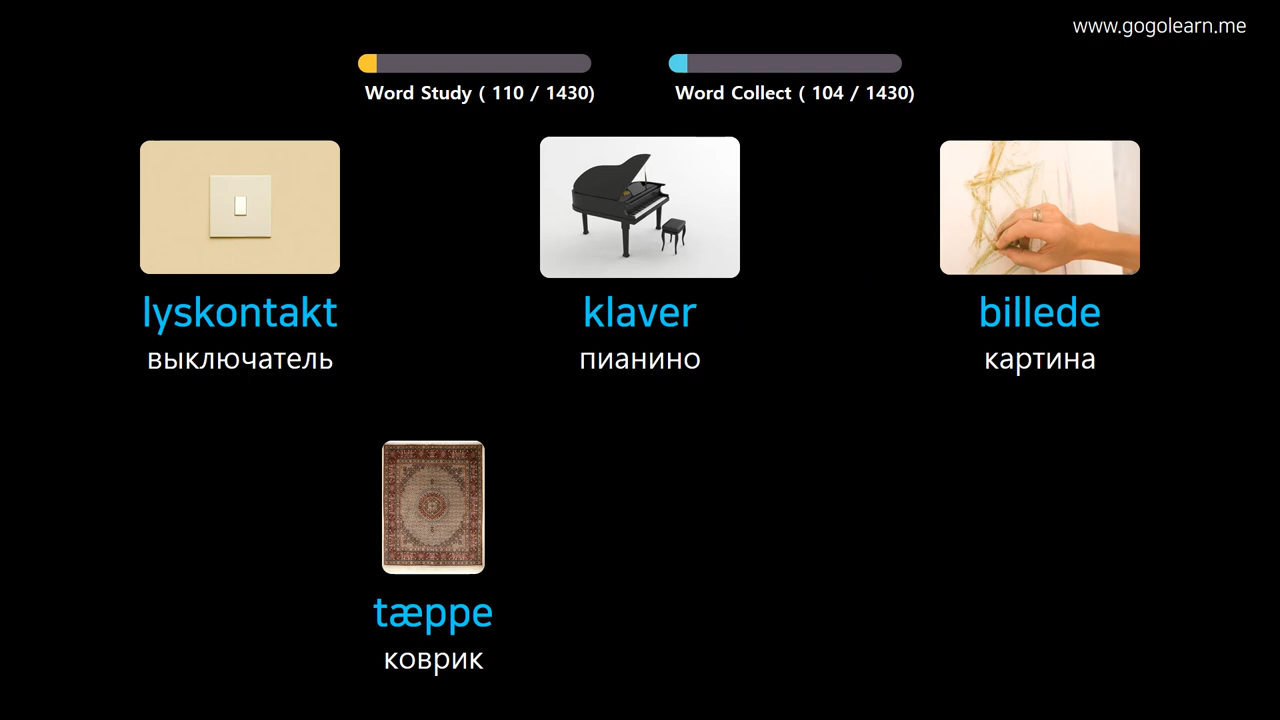 www.gogolearn.me
Word Study ( 110 / 1430)
Word Collect ( 104 / 1430)
lyskontakt
выключатель
klaver
пианино
billede
картина
tæppe
коврик